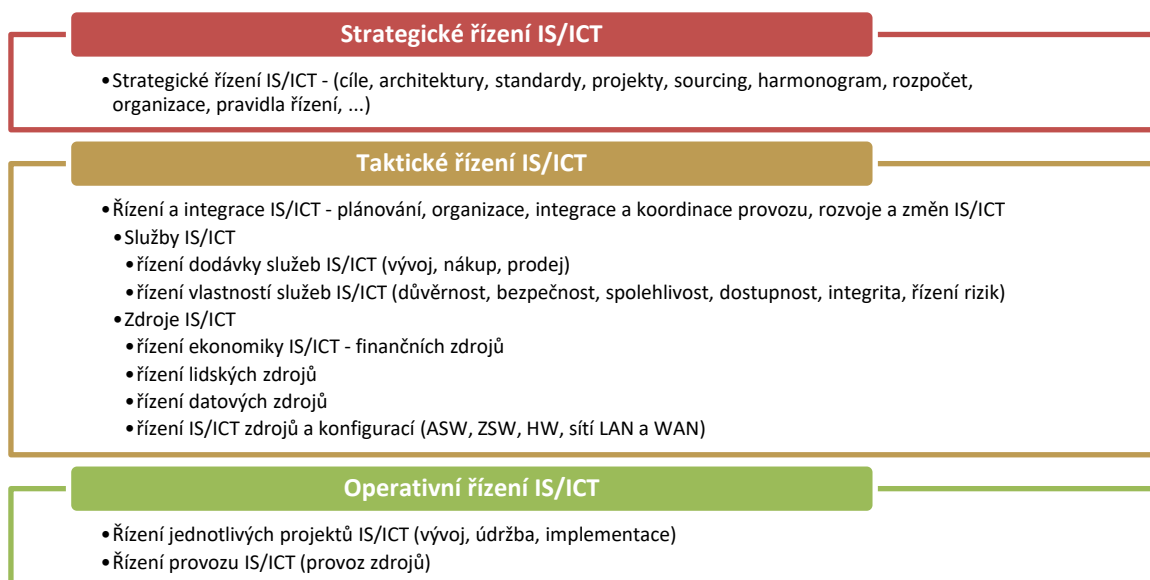 Strategické řízení IS/ICT
•Strategické řízení IS/ICT - (cíle, architektury, standardy, projekty, sourcing, harmonogram, rozpočet,
organizace, pravidla řízení, ...)
Taktické řízení IS/ICT
•Řízení a integrace IS/ICT - plánování, organizace, integrace a koordinace provozu, rozvoje a změn IS/ICT
•Služby IS/ICT
•řízení dodávky služeb IS/ICT (vývoj, nákup, prodej)
•řízení vlastností služeb IS/ICT (důvěrnost, bezpečnost, spolehlivost, dostupnost, integrita, řízení rizik)
•Zdroje IS/ICT
•řízení ekonomiky IS/ICT - finančních zdrojů
•řízení lidských zdrojů
•řízení datových zdrojů
•řízení IS/ICT zdrojů a konfigurací (ASW, ZSW, HW, sítí LAN a WAN)
Operativní řízení IS/ICT
•Řízení jednotlivých projektů IS/ICT (vývoj, údržba, implementace)
•Řízení provozu IS/ICT (provoz zdrojů)